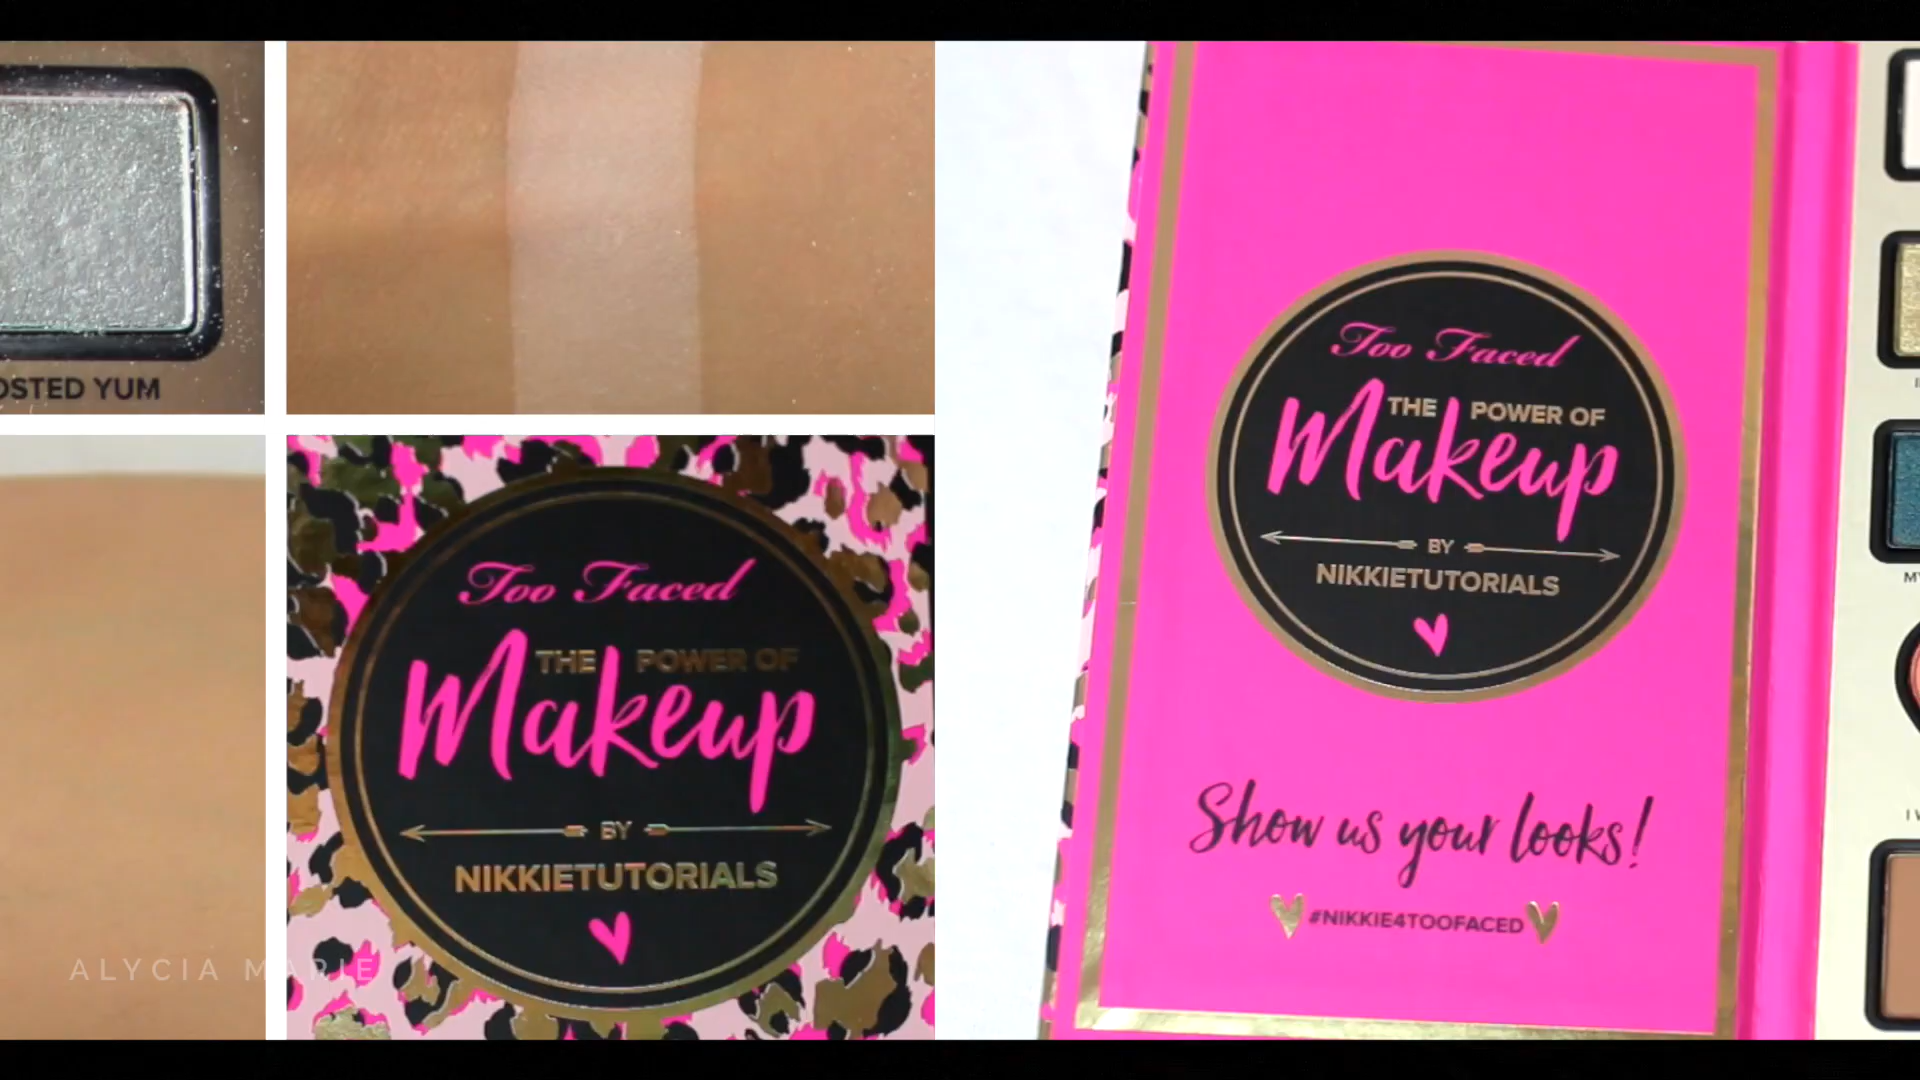 OSTED YUM
Too Faced
THE POWER OF
Makeup
BY
NIKKIETUTORIALS
ALYCIA MARIE
Too Faced
THE POWER OF
Makeup
BY
NIKKIETUTORIALS
Show us your looks!
#NIKKIE4TOOFACED